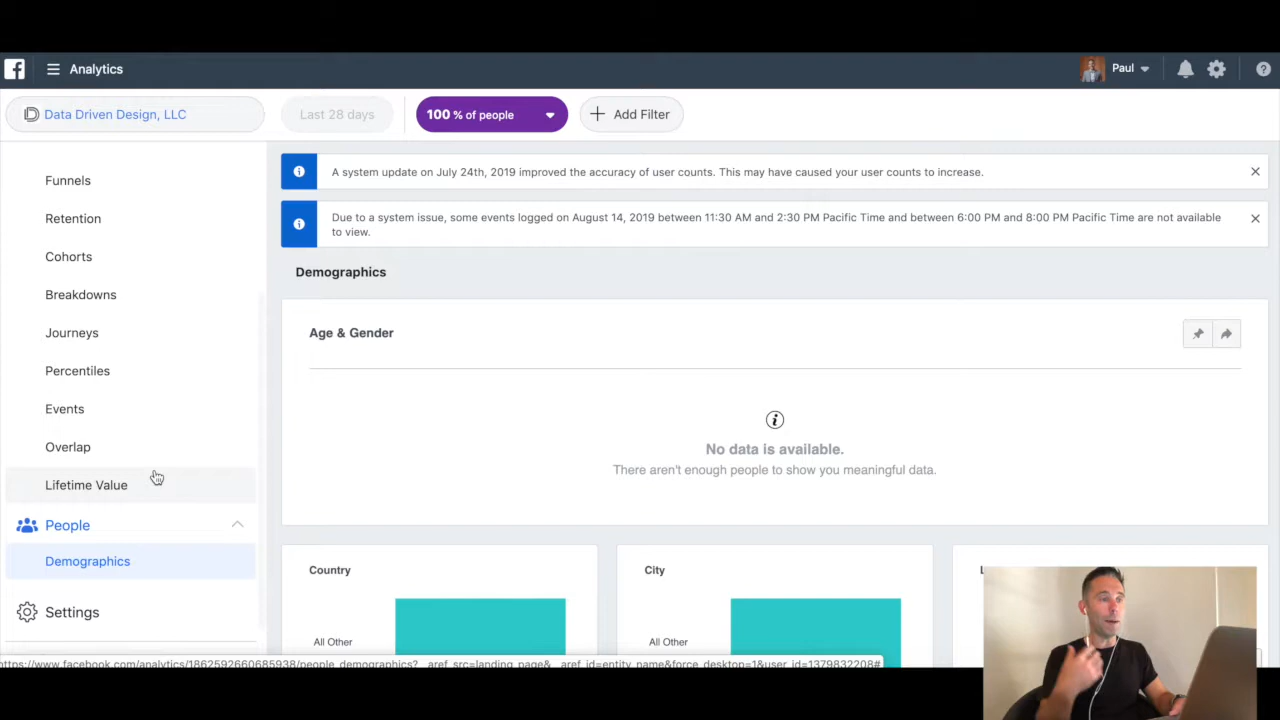 Analytics
Paul
Data Driven Design, LLC
Last 28 days
100 % of people
Add Filter
Funnels
Retention
Cohorts
Breakdowns
Journeys
Percentiles
Events
Overlap
Lifetime Value
People
Demographics
Settings
A system update on July 24th, 2019 improved the accuracy of user counts. This may have caused your user counts to increase.
Due to a system issue, some events logged on August 14, 2019 between 11:30 AM and 2:30 PM Pacific Time and between 6:00 PM and 8:00 PM Pacific Time are not available
to view.
Demographics
Age & Gender
No data is available.
There aren't enough people to show you meaningful data.
Country
City
All Other
All Other
https://www.facebook.com/analytics/1862592660685938/people_demographics?__aref_src=landing_page&__aref_id=entity_name&force_desktop=1&user_id=1379832208#